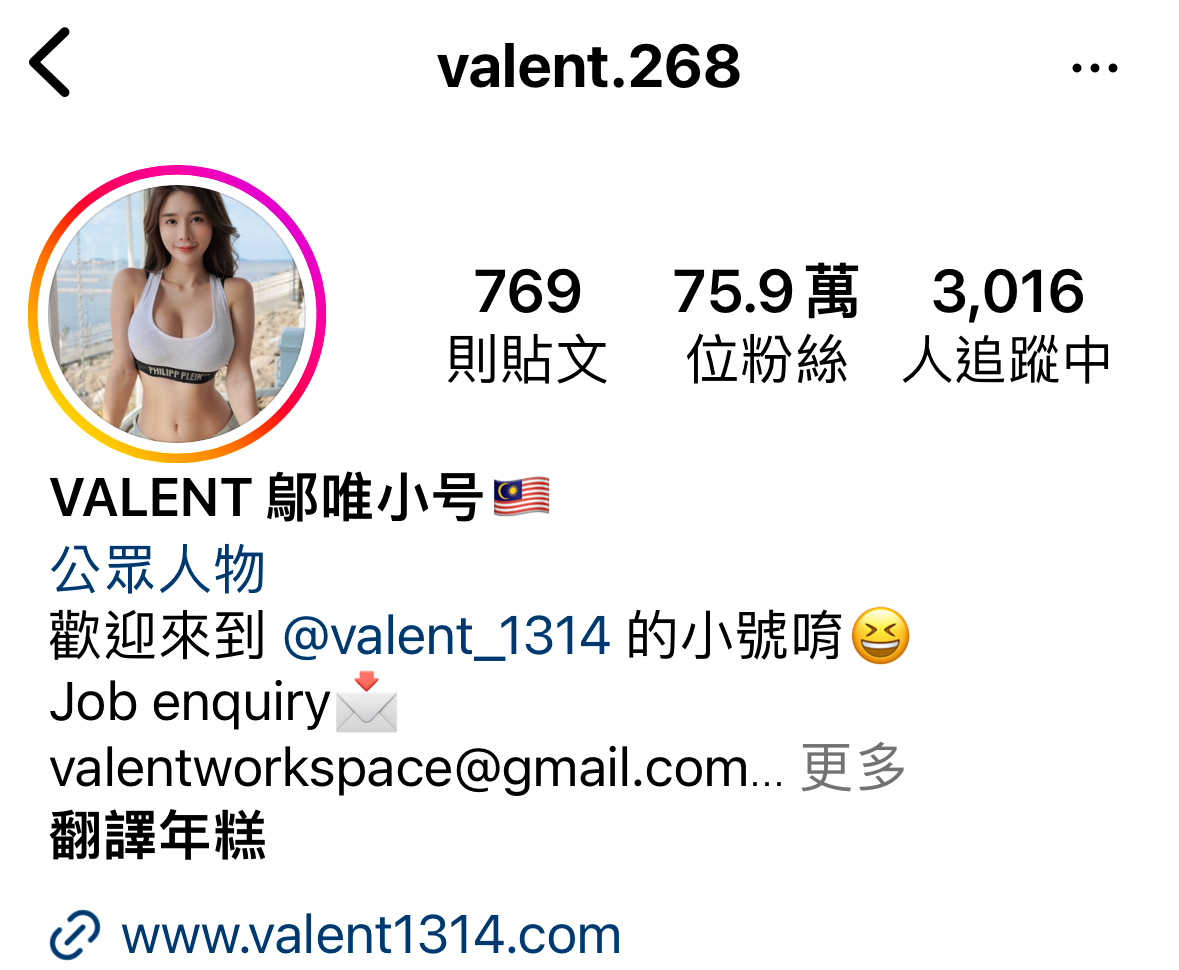 valent.268
PHILIPP PLEIN
769 75.9萬 3,016
則貼文 位粉絲 人追蹤中
VALENT 鄔唯小号🇲🇾
公眾人物
歡迎來到 @valent_1314 的小號唷😆
Job enquiry📩
valentworkspace@gmail.com... 更多
翻譯年糕
www.valent1314.com